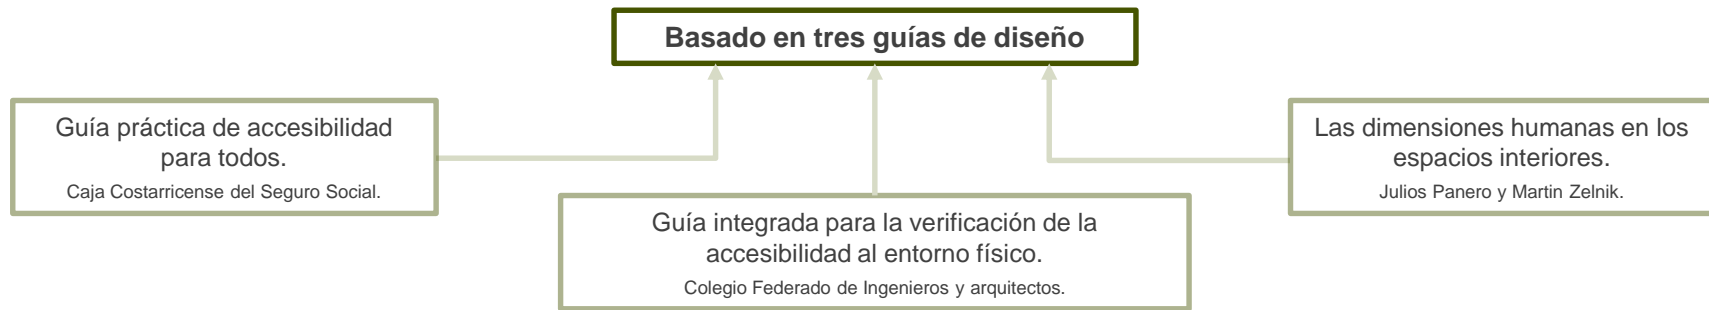 Basado en tres guías de diseño
Guía práctica de accesibilidad
para todos.
Caja Costarricense del Seguro Social.
Guía integrada para la verificación de la
accesibilidad al entorno físico.
Colegio Federado de Ingenieros y arquitectos.
Las dimensiones humanas en los
espacios interiores.
Julios Panero y Martin Zelnik.